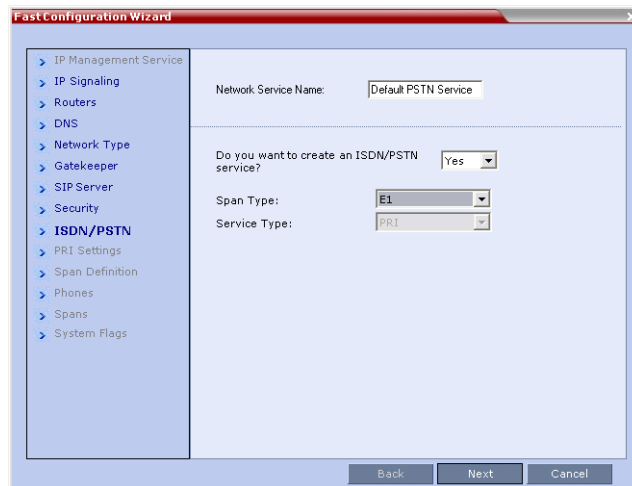 Fast Configuration Wizard
IP Management Service
IP Signaling
Routers
DNS
Network Type
Gatekeeper
SIP Server
Security
ISDN/PSTN
PRI Settings
Span Definition
Phones
Spans
System Flags
Network Service Name: Default PSTN Service
Do you want to create an ISDN/PSTN
service? Yes
Span Type: E1
Service Type: PRI
Back Next Cancel